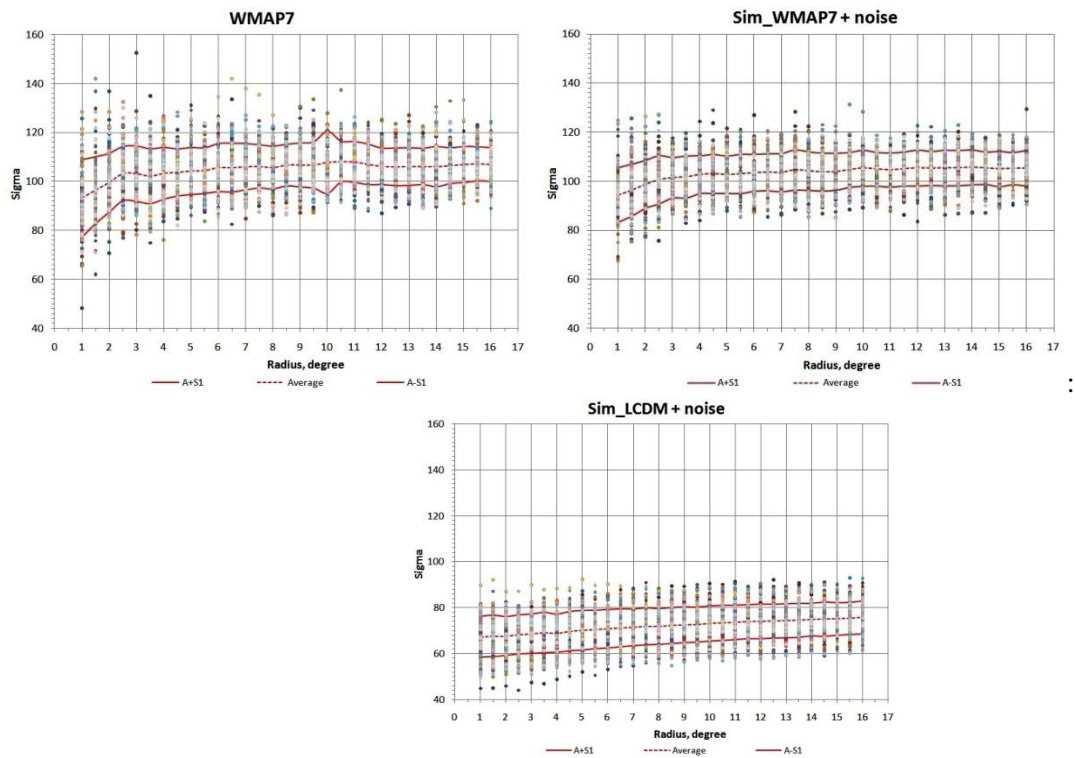 WMAP7
160
140
120
100
80
60
40
Sigma
0 1 2 3 4 5 6 7 8 9 10 11 12 13 14 15 16 17
Radius, degree
A+S1 Average A-S1
Sim_WMAP7 + noise
160
140
120
100
80
60
40
Sigma
0 1 2 3 4 5 6 7 8 9 10 11 12 13 14 15 16 17
Radius, degree
A+S1 Average A-S1
:
Sim_LCDM + noise
160
140
120
100
80
60
40
Sigma
0 1 2 3 4 5 6 7 8 9 10 11 12 13 14 15 16 17
Radius, degree
A+S1 Average A-S1